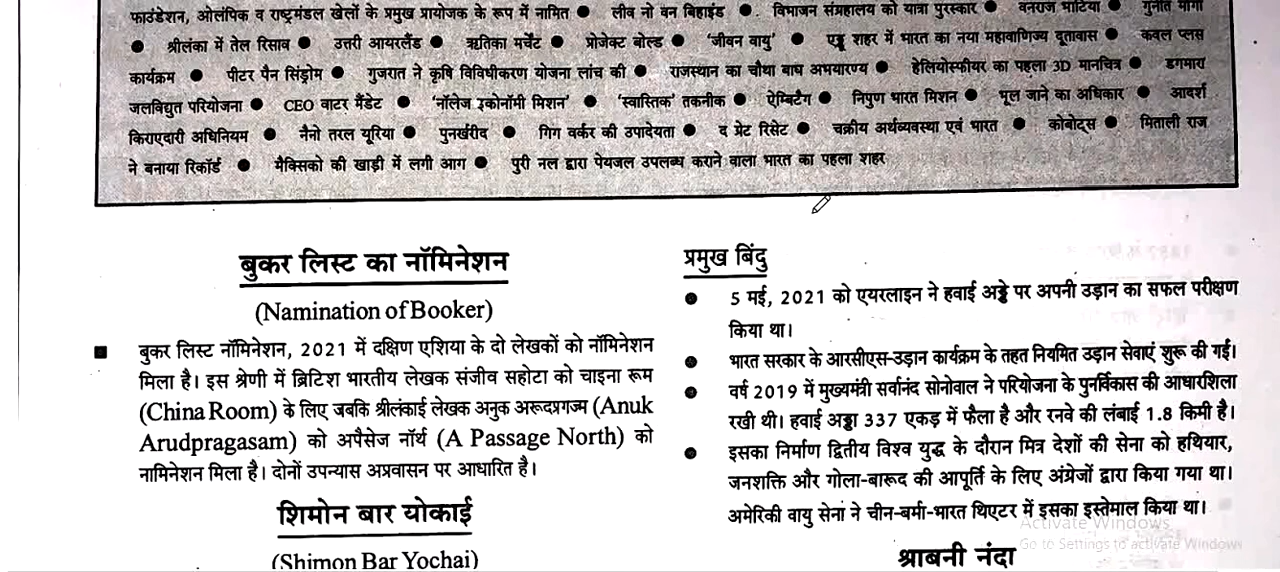 फाउंडेशन, ओलंपिक व राष्ट्रमंडल खेलों के प्रमुख प्रायोजक के रूप में नामित ● लीव नो वन बिहाइंड ● विभाजन संग्रहालय को यात्रा पुरस्कार ● वनराज भाटिया ●
● श्रीलंका में तेल रिसाव ● उत्तरी आयरलैंड ● ऋतिका मर्चेंट ● प्रोजेक्ट बोल्ड ● 'जीवन वायु' ● एडू शहर में भारत का नया महावाणिज्य दूतावास ● कवल प्लस
कार्यक्रम ● पीटर पैन सिंड्रोम ● गुजरात ने कृषि विविधीकरण योजना लांच की ● राजस्थान का चौथा बाघ अभयारण्य ● हेलियोस्फीयर का पहला 3D मानचित्र ● डगमारा
जलविद्युत परियोजना ● CEO वाटर मैंडेट ● 'नॉलेज इकोनॉमी मिशन' ● 'स्वास्तिक' तकनीक ● ऐम्बिटैग ● निपुण भारत मिशन ● भूल जाने का अधिकार ● आदर्श
किराएदारी अधिनियम ● नैनो तरल यूरिया ● पुनर्खरीद ● गिग वर्कर की उपादेयता ● द ग्रेट रिसेट ● चक्रीय अर्थव्यवस्था एवं भारत ● कोबोट्स ● मिताली राज
ने बनाया रिकॉर्ड ● मैक्सिको की खाड़ी में लगी आग ● पुरी नल द्वारा पेयजल उपलब्ध कराने वाला भारत का पहला शहर
बुकर लिस्ट का नॉमिनेशन
(Namination of Booker)
■ बुकर लिस्ट नॉमिनेशन, 2021 में दक्षिण एशिया के दो लेखकों को नॉमिनेशन
मिला है। इस श्रेणी में ब्रिटिश भारतीय लेखक संजीव सहोटा को चाइना रूम
(China Room) के लिए जबकि श्रीलंकाई लेखक अनुक अरूदप्रगज्म (Anuk
Arudpragasam) को अपैसेज नॉर्थ (A Passage North) को
नामिनेशन मिला है। दोनों उपन्यास अप्रवासन पर आधारित है।
शिमोन बार योकाई
(Shimon Bar Yochai)
प्रमुख बिंदु
● 5 मई, 2021 को एयरलाइन ने हवाई अड्डे पर अपनी उड़ान का सफल परीक्षण
किया था।
● भारत सरकार के आरसीएस-उड़ान कार्यक्रम के तहत नियमित उड़ान सेवाएं शुरू की गई।
● वर्ष 2019 में मुख्यमंत्री सर्वानंद सोनोवाल ने परियोजना के पुनर्विकास की आधारशिला
रखी थी। हवाई अड्डा 337 एकड़ में फैला है और रनवे की लंबाई 1.8 किमी है।
● इसका निर्माण द्वितीय विश्व युद्ध के दौरान मित्र देशों की सेना को हथियार,
जनशक्ति और गोला-बारूद की आपूर्ति के लिए अंग्रेजों द्वारा किया गया था।
अमेरिकी वायु सेना ने चीन-बर्मा-भारत थिएटर में इसका इस्तेमाल किया था।
Activate Windows
Go to Settings to activate Windows
श्राबनी नंदा